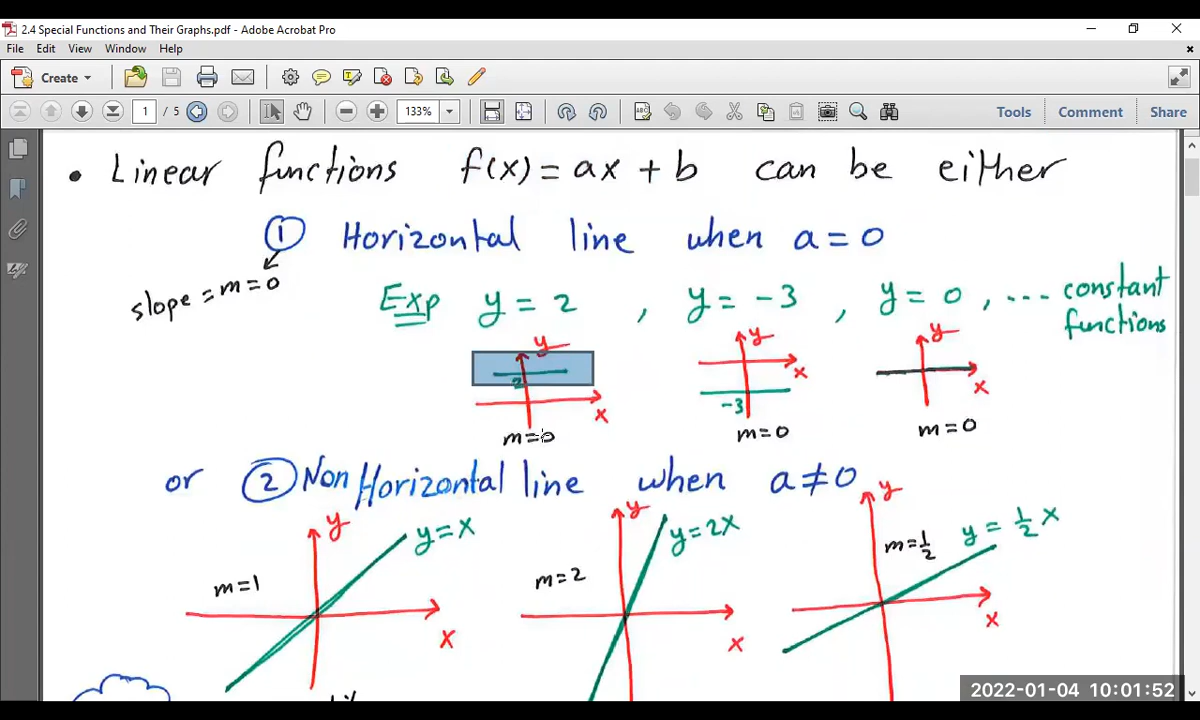 2.4 Special Functions and Their Graphs.pdf - Adobe Acrobat Pro
File Edit View Window Help
Create
1 / 5 133% Tools Comment Share
• Linear functions f(x) = ax + b can be either
① Horizontal line when a = 0
slope = m = 0
Exp y = 2 , y = -3 , y = 0 , ... constant
functions
y y y
2 x -3 x x
m=0 m=0 m=0
or ② Non Horizontal line when a ≠ 0
y y = x y y = 2x y m = 1/2 y = 1/2 x
m=1 m=2
x x x
2022-01-04 10:01:52